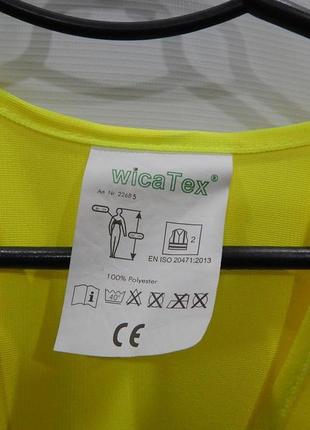 wicaTex®
Art. Nr. 22685
2
EN ISO 20471:2013
100% Polyester
i 40°
CE